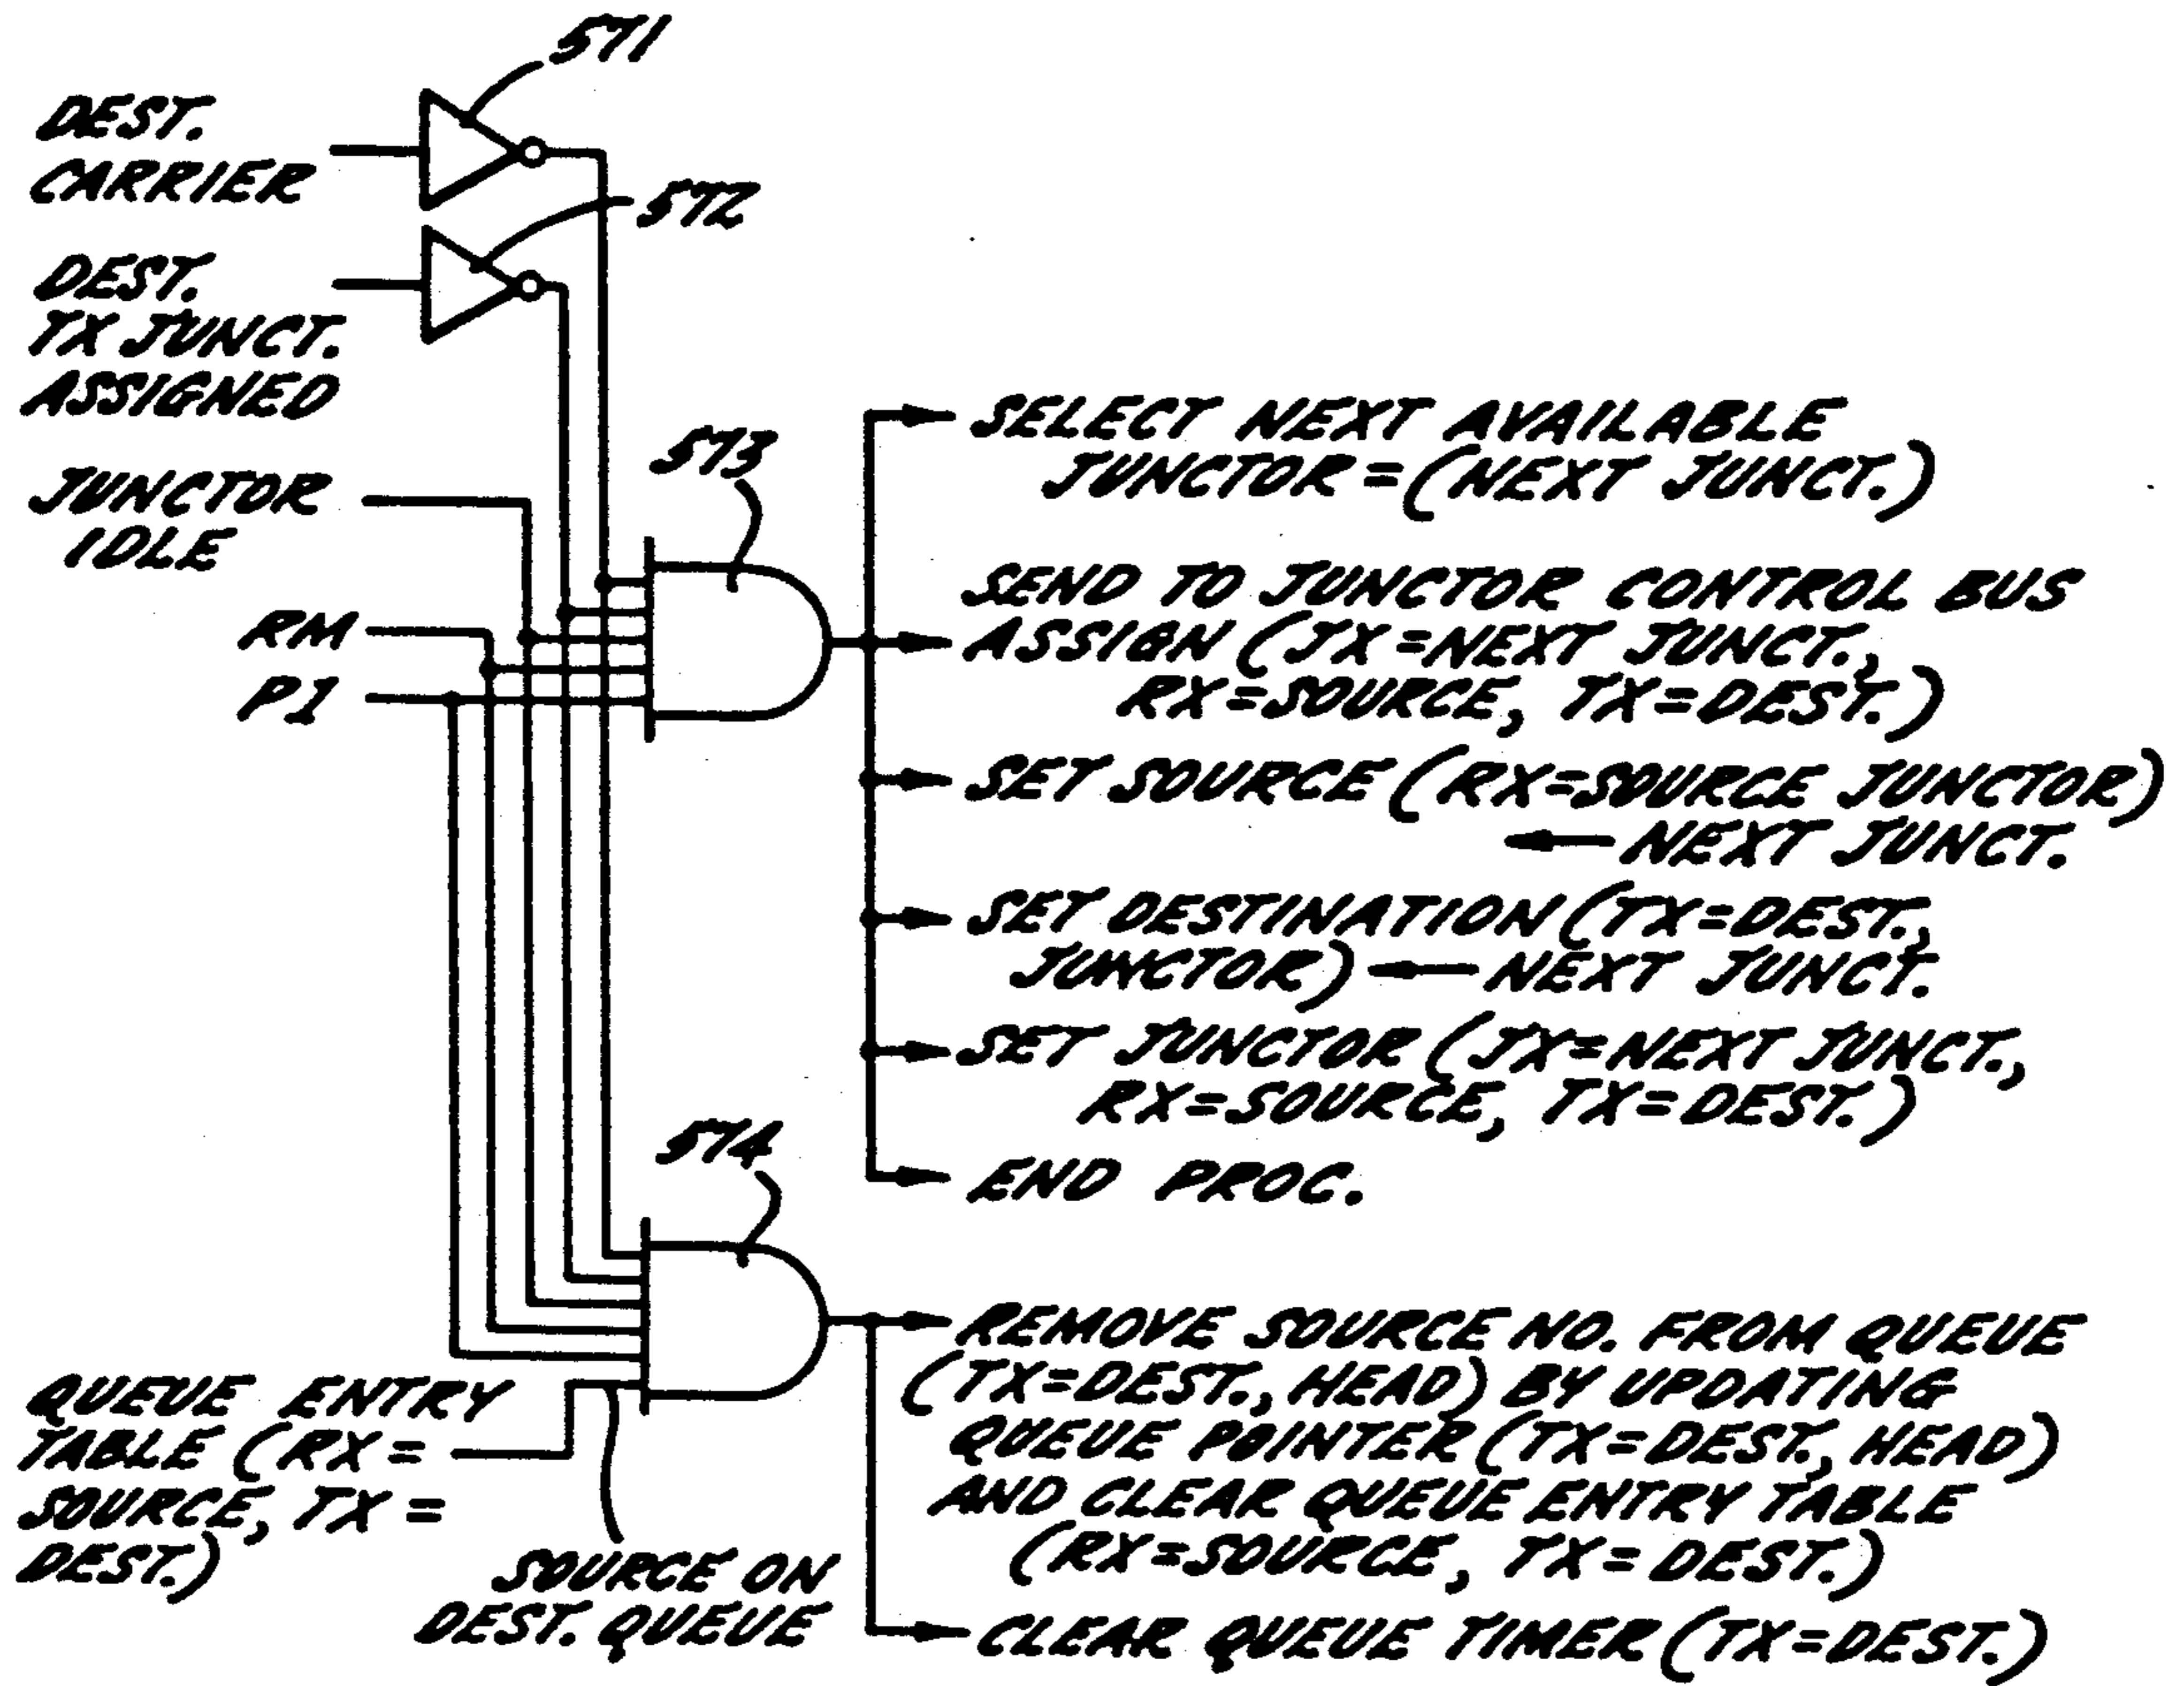 571
DEST.
CARRIER
572
DEST.
TX JUNCT.
ASSIGNED
JUNCTOR
IDLE
573
RM
P1
SELECT NEXT AVAILABLE
JUNCTOR=(NEXT JUNCT.)
SEND TO JUNCTOR CONTROL BUS
ASSIGN (JX=NEXT JUNCT.,
RX=SOURCE, TX=DEST.)
SET SOURCE (RX=SOURCE JUNCTOR)
← NEXT JUNCT.
SET DESTINATION (TX=DEST.,
JUNCTOR) ← NEXT JUNCT.
SET JUNCTOR (JX=NEXT JUNCT.,
RX=SOURCE, TX=DEST.)
END PROC.
574
REMOVE SOURCE NO. FROM QUEUE
(TX=DEST., HEAD) BY UPDATING
QUEUE POINTER (TX=DEST., HEAD)
AND CLEAR QUEUE ENTRY TABLE
(RX=SOURCE, TX=DEST.)
CLEAR QUEUE TIMER (TX=DEST.)
QUEUE ENTRY
TABLE (RX=
SOURCE, TX=
DEST.)
SOURCE ON
DEST. QUEUE